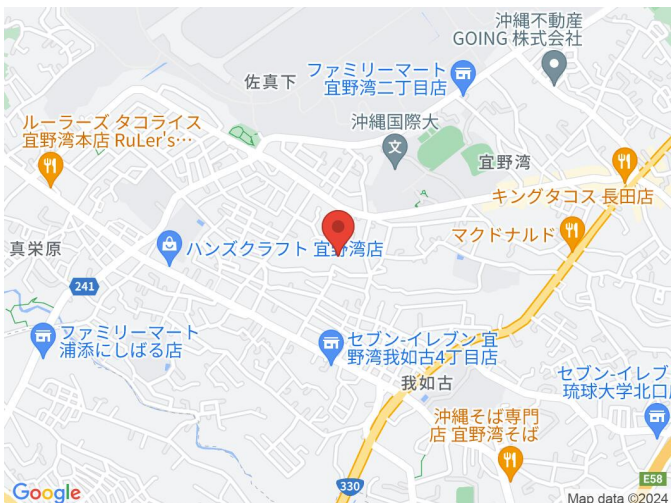 沖縄不動産
GOING 株式会社
佐真下
ファミリーマート
宜野湾二丁目店
ルーラーズ タコライス
宜野湾本店 RuLer's…
沖縄国際大
文
宜野湾
キングタコス 長田店
マクドナルド
真栄原
ハンズクラフト 宜野湾店
241
ファミリーマート
浦添にしばる店
セブン-イレブン 宜
野湾我如古4丁目店
我如古
セブン-イレブ
琉球大学北口
沖縄そば専門
店 宜野湾そば
330
E58
Google
Map data ©2024